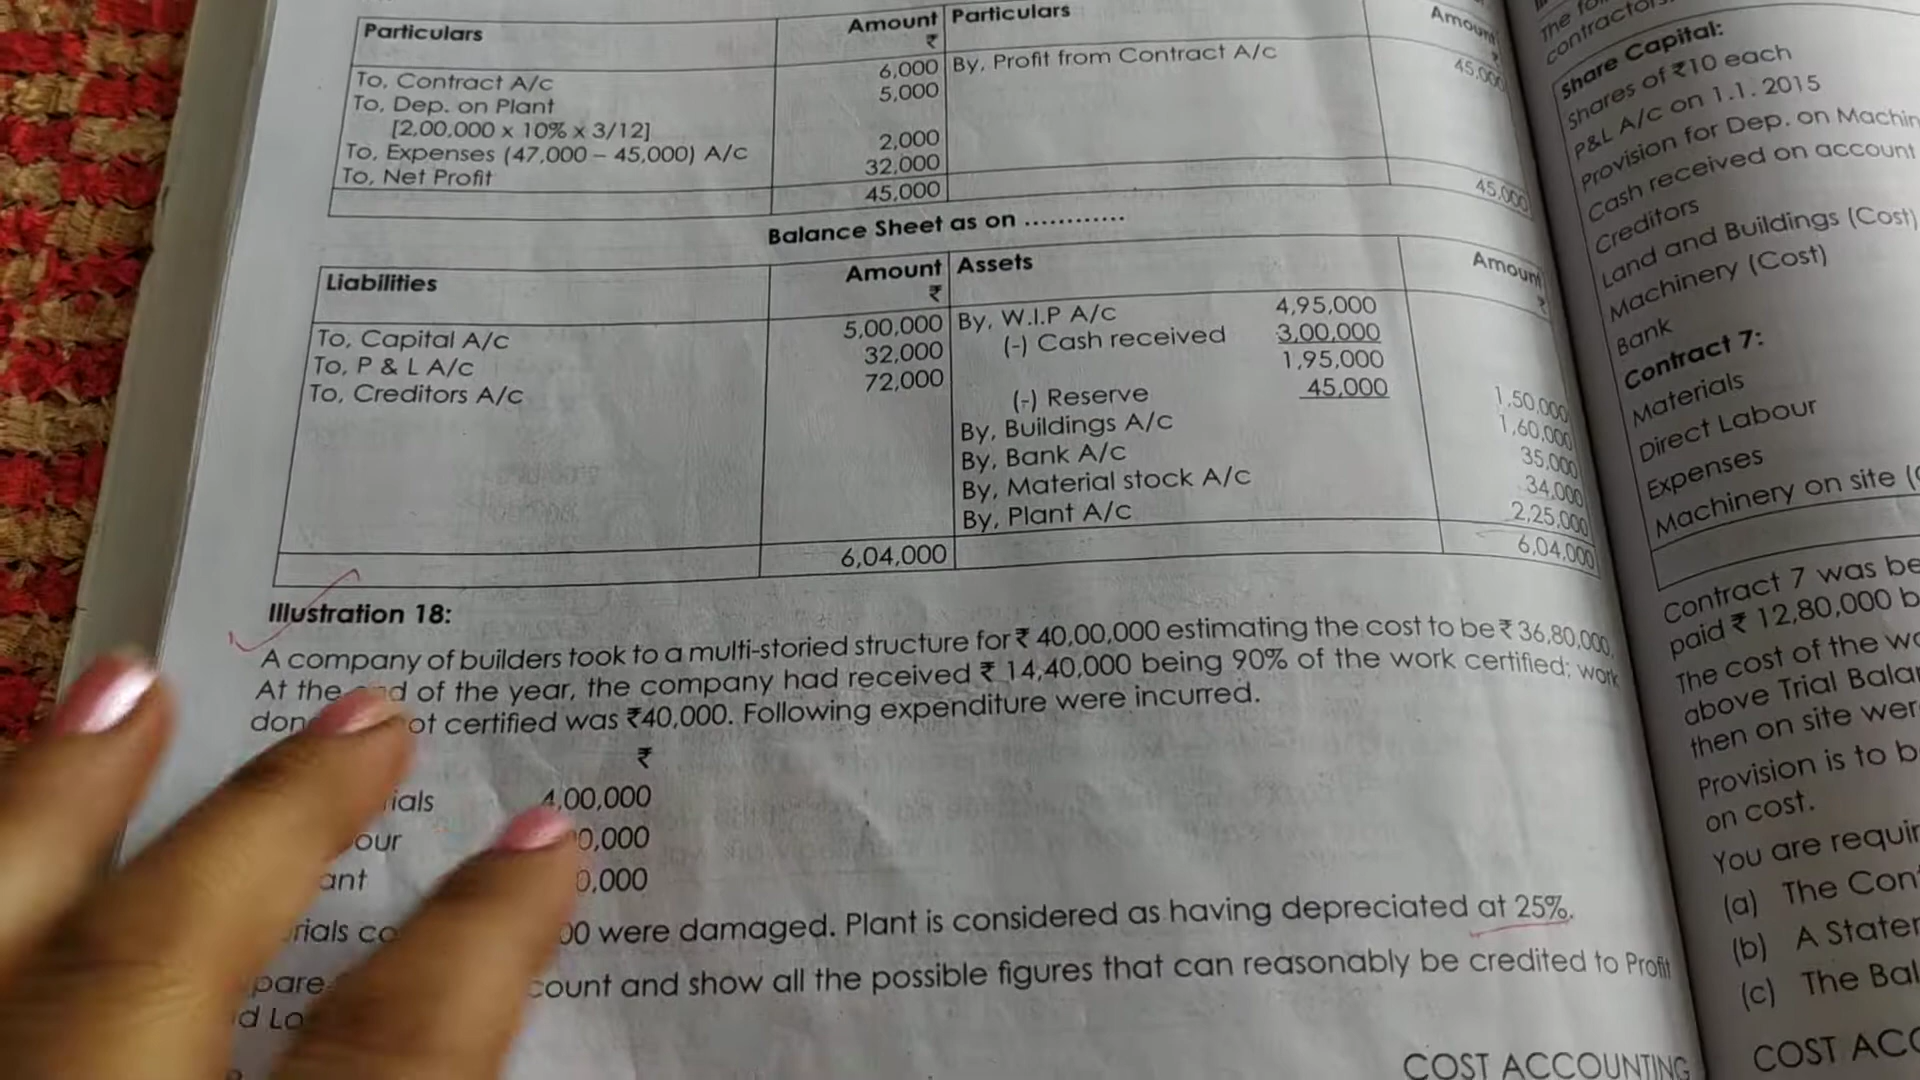 Particulars Amount ₹ Particulars Amount ₹
To, Contract A/c 6,000 By, Profit from Contract A/c 45,000
To, Dep. on Plant 5,000
[2,00,000 x 10% x 3/12]
To, Expenses (47,000 – 45,000) A/c 2,000
To, Net Profit 32,000
45,000 45,000
Balance Sheet as on ............
Liabilities Amount ₹ Assets Amount ₹
To, Capital A/c 5,00,000 By, W.I.P A/c 4,95,000
To, P & L A/c 32,000 (-) Cash received 3,00,000
To, Creditors A/c 72,000 1,95,000
(-) Reserve 45,000 1,50,000
By, Buildings A/c 1,60,000
By, Bank A/c 35,000
By, Material stock A/c 34,000
By, Plant A/c 2,25,000
6,04,000 6,04,000
Illustration 18:
A company of builders took to a multi-storied structure for ₹ 40,00,000 estimating the cost to be ₹ 36,80,000.
At the of the year, the company had received ₹ 14,40,000 being 90% of the work certified; work
certified was ₹40,000. Following expenditure were incurred.
₹
4,00,000
0,000
0,000
00 were damaged. Plant is considered as having depreciated at 25%.
count and show all the possible figures that can reasonably be credited to Profit
COST ACCOUNTING
The
contractor
Share Capital:
Shares of ₹10 each
P&L A/c on 1.1. 2015
Provision for Dep. on Machin
Cash received on account
Creditors
Land and Buildings (Cost)
Machinery (Cost)
Bank
Contract 7:
Materials
Direct Labour
Expenses
Machinery on site (
Contract 7 was be
paid ₹ 12,80,000 b
The cost of the wo
above Trial Balan
then on site wer
Provision is to b
on cost.
You are requir
(a) The Con
(b) A Stater
(c) The Bal
COST ACC